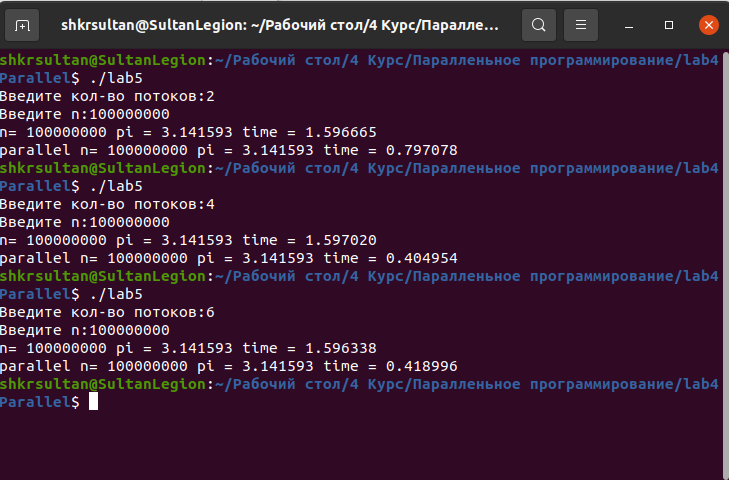 shkrsultan@SultanLegion: ~/Рабочий стол/4 Курс/Паралле...
shkrsultan@SultanLegion:~/Рабочий стол/4 Курс/Паралленьное программирование/lab4
Parallel$ ./lab5
Введите кол-во потоков:2
Введите n:100000000
n= 100000000 pi = 3.141593 time = 1.596665
parallel n= 100000000 pi = 3.141593 time = 0.797078
shkrsultan@SultanLegion:~/Рабочий стол/4 Курс/Паралленьное программирование/lab4
Parallel$ ./lab5
Введите кол-во потоков:4
Введите n:100000000
n= 100000000 pi = 3.141593 time = 1.597020
parallel n= 100000000 pi = 3.141593 time = 0.404954
shkrsultan@SultanLegion:~/Рабочий стол/4 Курс/Паралленьное программирование/lab4
Parallel$ ./lab5
Введите кол-во потоков:6
Введите n:100000000
n= 100000000 pi = 3.141593 time = 1.596338
parallel n= 100000000 pi = 3.141593 time = 0.418996
shkrsultan@SultanLegion:~/Рабочий стол/4 Курс/Паралленьное программирование/lab4
Parallel$